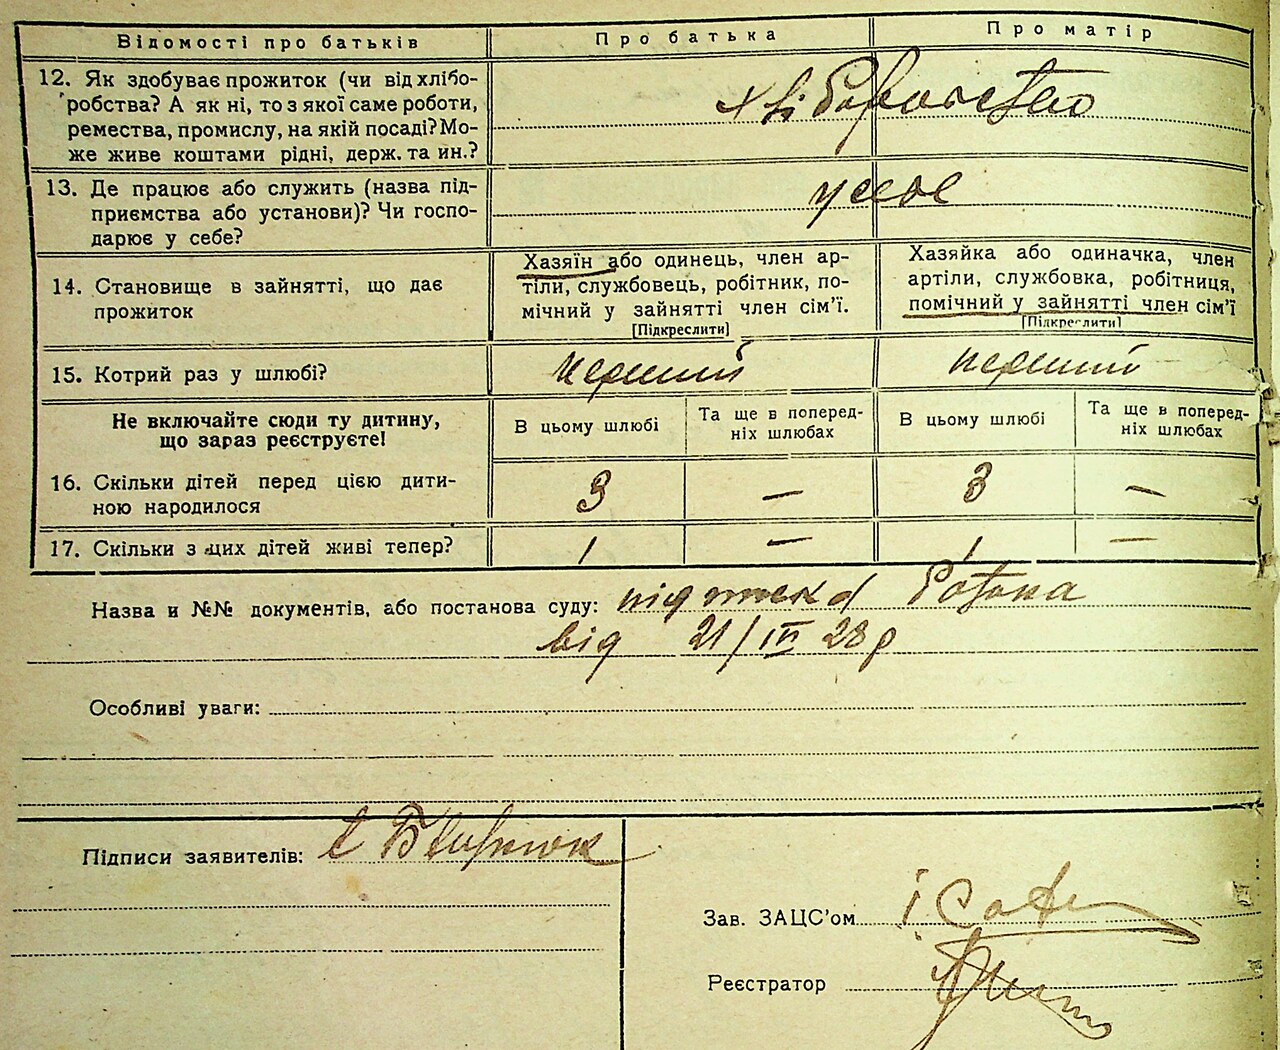 Відомості про батьків
Про батька
Про матір
12. Як здобуває прожиток (чи від хлібо-
робства? А як ні, то з якої саме роботи,
ремества, промислу, на якій посаді? Мо-
же живе коштами рідні, держ. та ин.?
хліборобство
13. Де працює або служить (назва під-
приємства або установи)? Чи госпо-
дарює у себе?
у себе
14. Становище в зайнятті, що дає
прожиток
Хазяїн або одинець, член ар-
тіли, службовець, робітник, по-
мічний у зайнятті член сім'ї.
[Підкреслити]
Хазяйка або одиначка, член
артіли, службовка, робітниця,
помічний у зайнятті член сім'ї
[Підкреслити]
15. Котрий раз у шлюбі?
перший
перший
Не включайте сюди ту дитину,
що зараз реєструєте!
В цьому шлюбі
Та ще в поперед-
ніх шлюбах
В цьому шлюбі
Та ще в поперед-
ніх шлюбах
16. Скільки дітей перед цією дити-
ною народилося
3
—
3
—
17. Скільки з цих дітей живі тепер?
1
—
1
—
Назва и №№ документів, або постанова суду:
від 21/III 28 р
Особливі уваги:
Підписи заявителів:
Зав. ЗАЦС'ом
Реєстратор